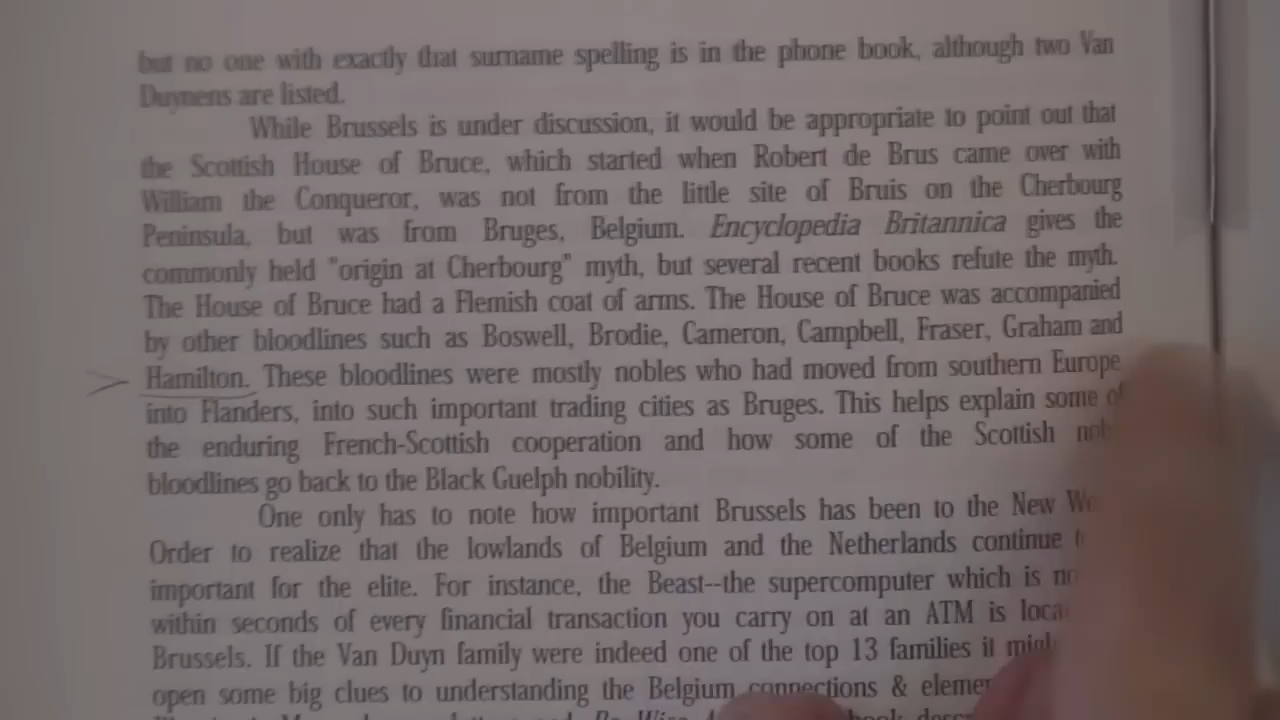 but no one with exactly that surname spelling is in the phone book, although two Van
Duynens are listed.
While Brussels is under discussion, it would be appropriate to point out that
the Scottish House of Bruce, which started when Robert de Brus came over with
William the Conqueror, was not from the little site of Bruis on the Cherbourg
Peninsula, but was from Bruges, Belgium. Encyclopedia Britannica gives the
commonly held "origin at Cherbourg" myth, but several recent books refute the myth.
The House of Bruce had a Flemish coat of arms. The House of Bruce was accompanied
by other bloodlines such as Boswell, Brodie, Cameron, Campbell, Fraser, Graham and
Hamilton. These bloodlines were mostly nobles who had moved from southern Europe
into Flanders, into such important trading cities as Bruges. This helps explain some of
the enduring French-Scottish cooperation and how some of the Scottish
bloodlines go back to the Black Guelph nobility.
One only has to note how important Brussels has been to the New
Order to realize that the lowlands of Belgium and the Netherlands continue
important for the elite. For instance, the Beast--the supercomputer which is
within seconds of every financial transaction you carry on at an ATM is
Brussels. If the Van Duyn family were indeed one of the top 13 families it
open some big clues to understanding the Belgium connections &